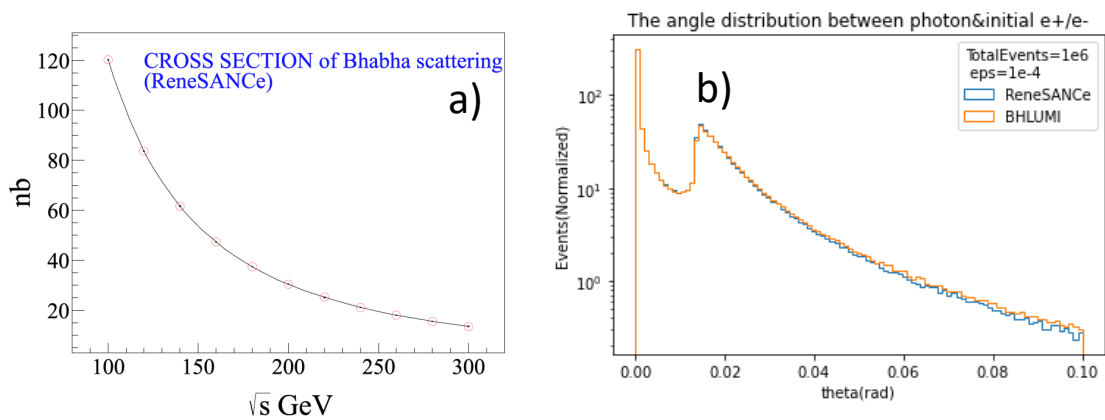 CROSS SECTION of Bhabha scattering
(ReneSANCe)
a)
nb
120
100
80
60
40
20
100
150
200
250
300
√s GeV
The angle distribution between photon&initial e+/e-
b)
TotalEvents=1e6
eps=1e-4
ReneSANCe
BHLUMI
Events(Normalized)
10²
10¹
10⁰
0.00
0.02
0.04
0.06
0.08
0.10
theta(rad)